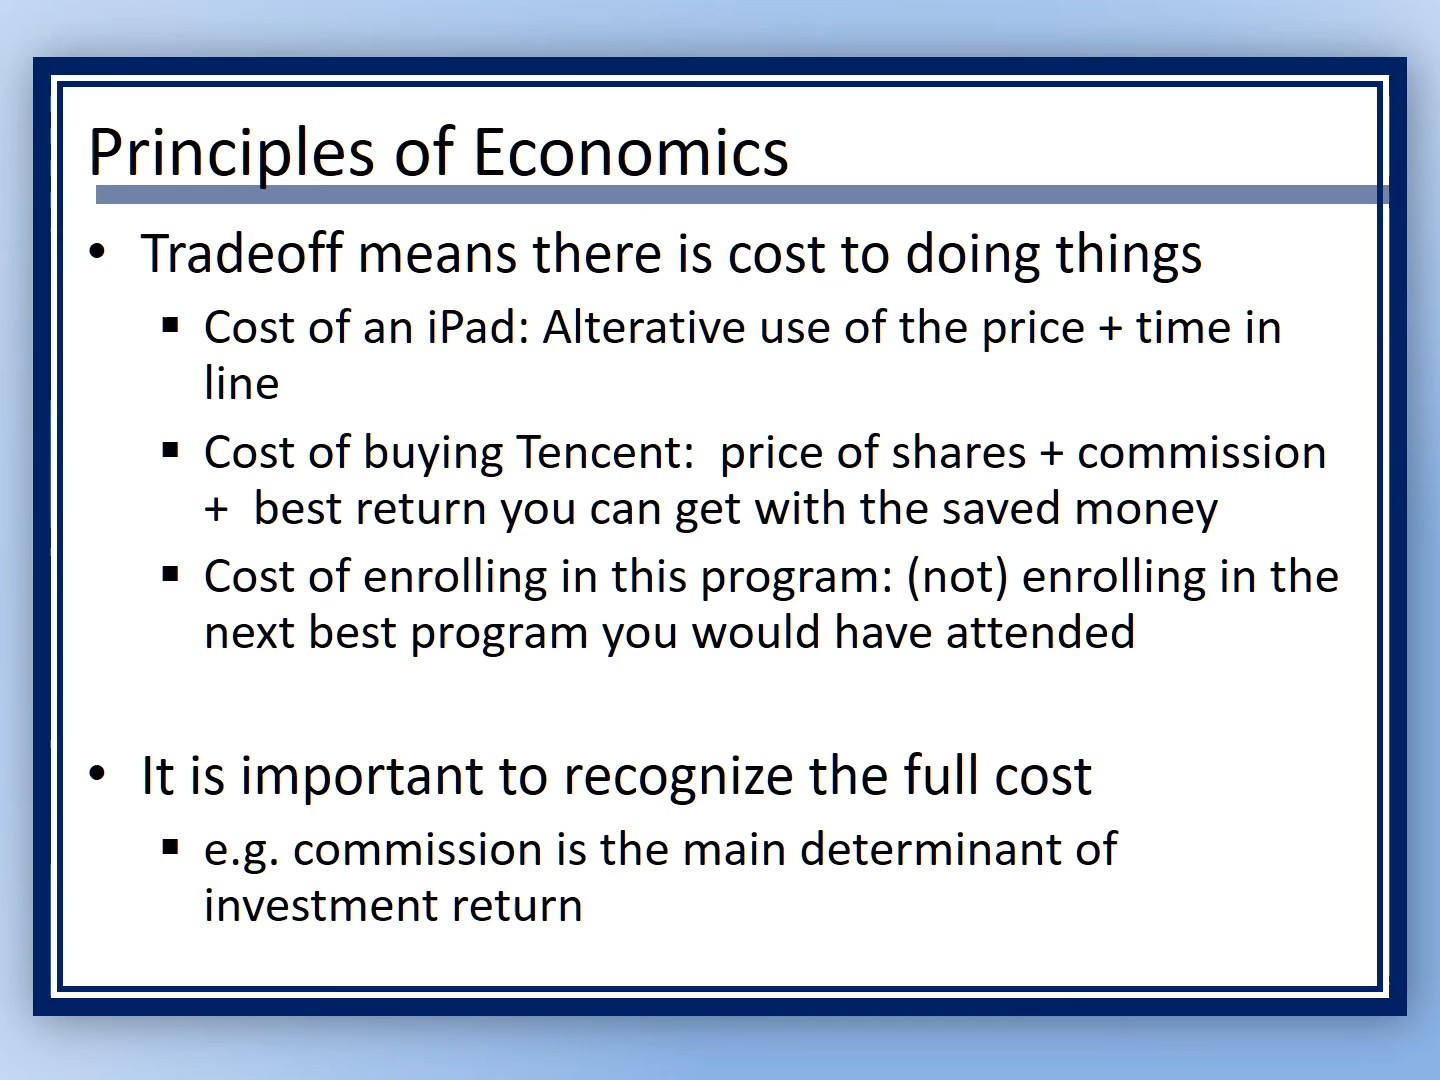 Principles of Economics
• Tradeoff means there is cost to doing things
▪ Cost of an iPad: Alterative use of the price + time in
line
▪ Cost of buying Tencent:  price of shares + commission
+  best return you can get with the saved money
▪ Cost of enrolling in this program: (not) enrolling in the
next best program you would have attended
• It is important to recognize the full cost
▪ e.g. commission is the main determinant of
investment return